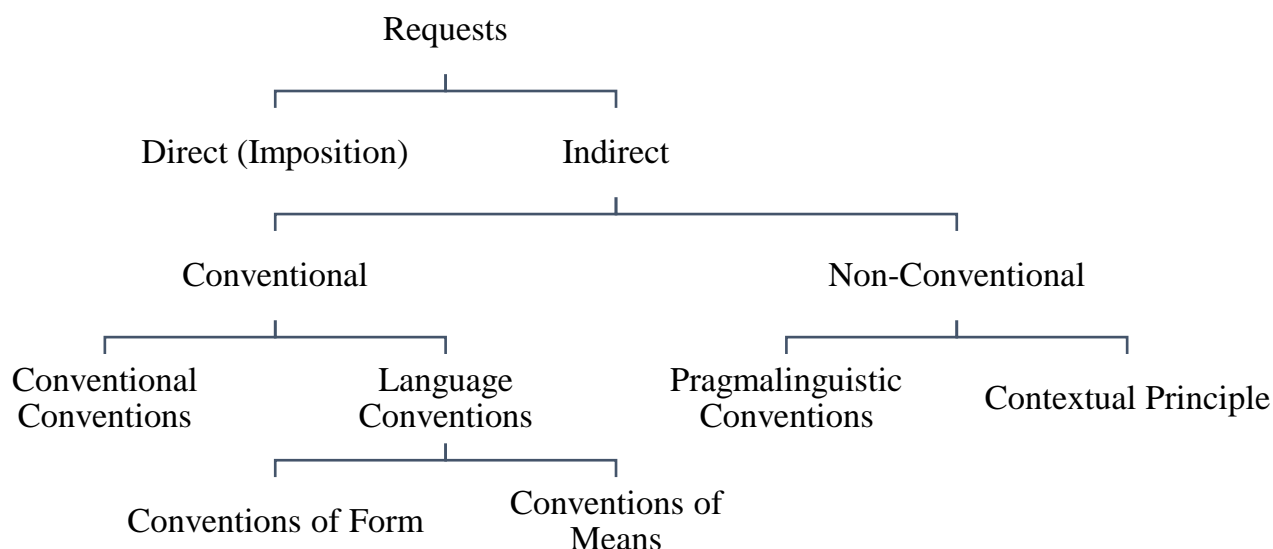 Requests
Direct (Imposition)
Indirect
Conventional
Non-Conventional
Conventional
Conventions
Language
Conventions
Pragmalinguistic
Conventions
Contextual Principle
Conventions of Form
Conventions of
Means